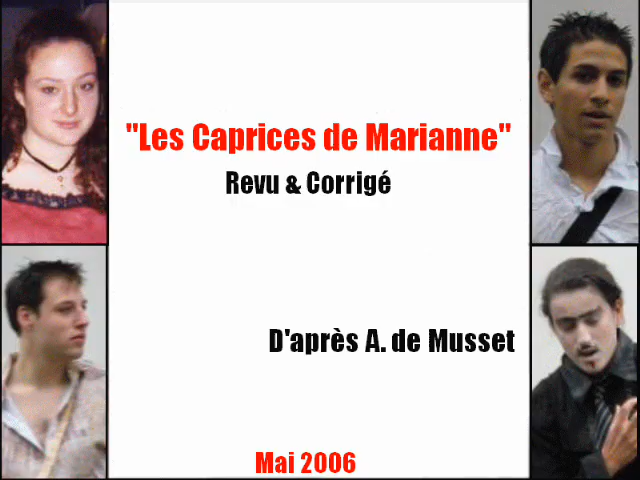 "Les Caprices de Marianne"
Revu & Corrigé
D'après A. de Musset
Mai 2006